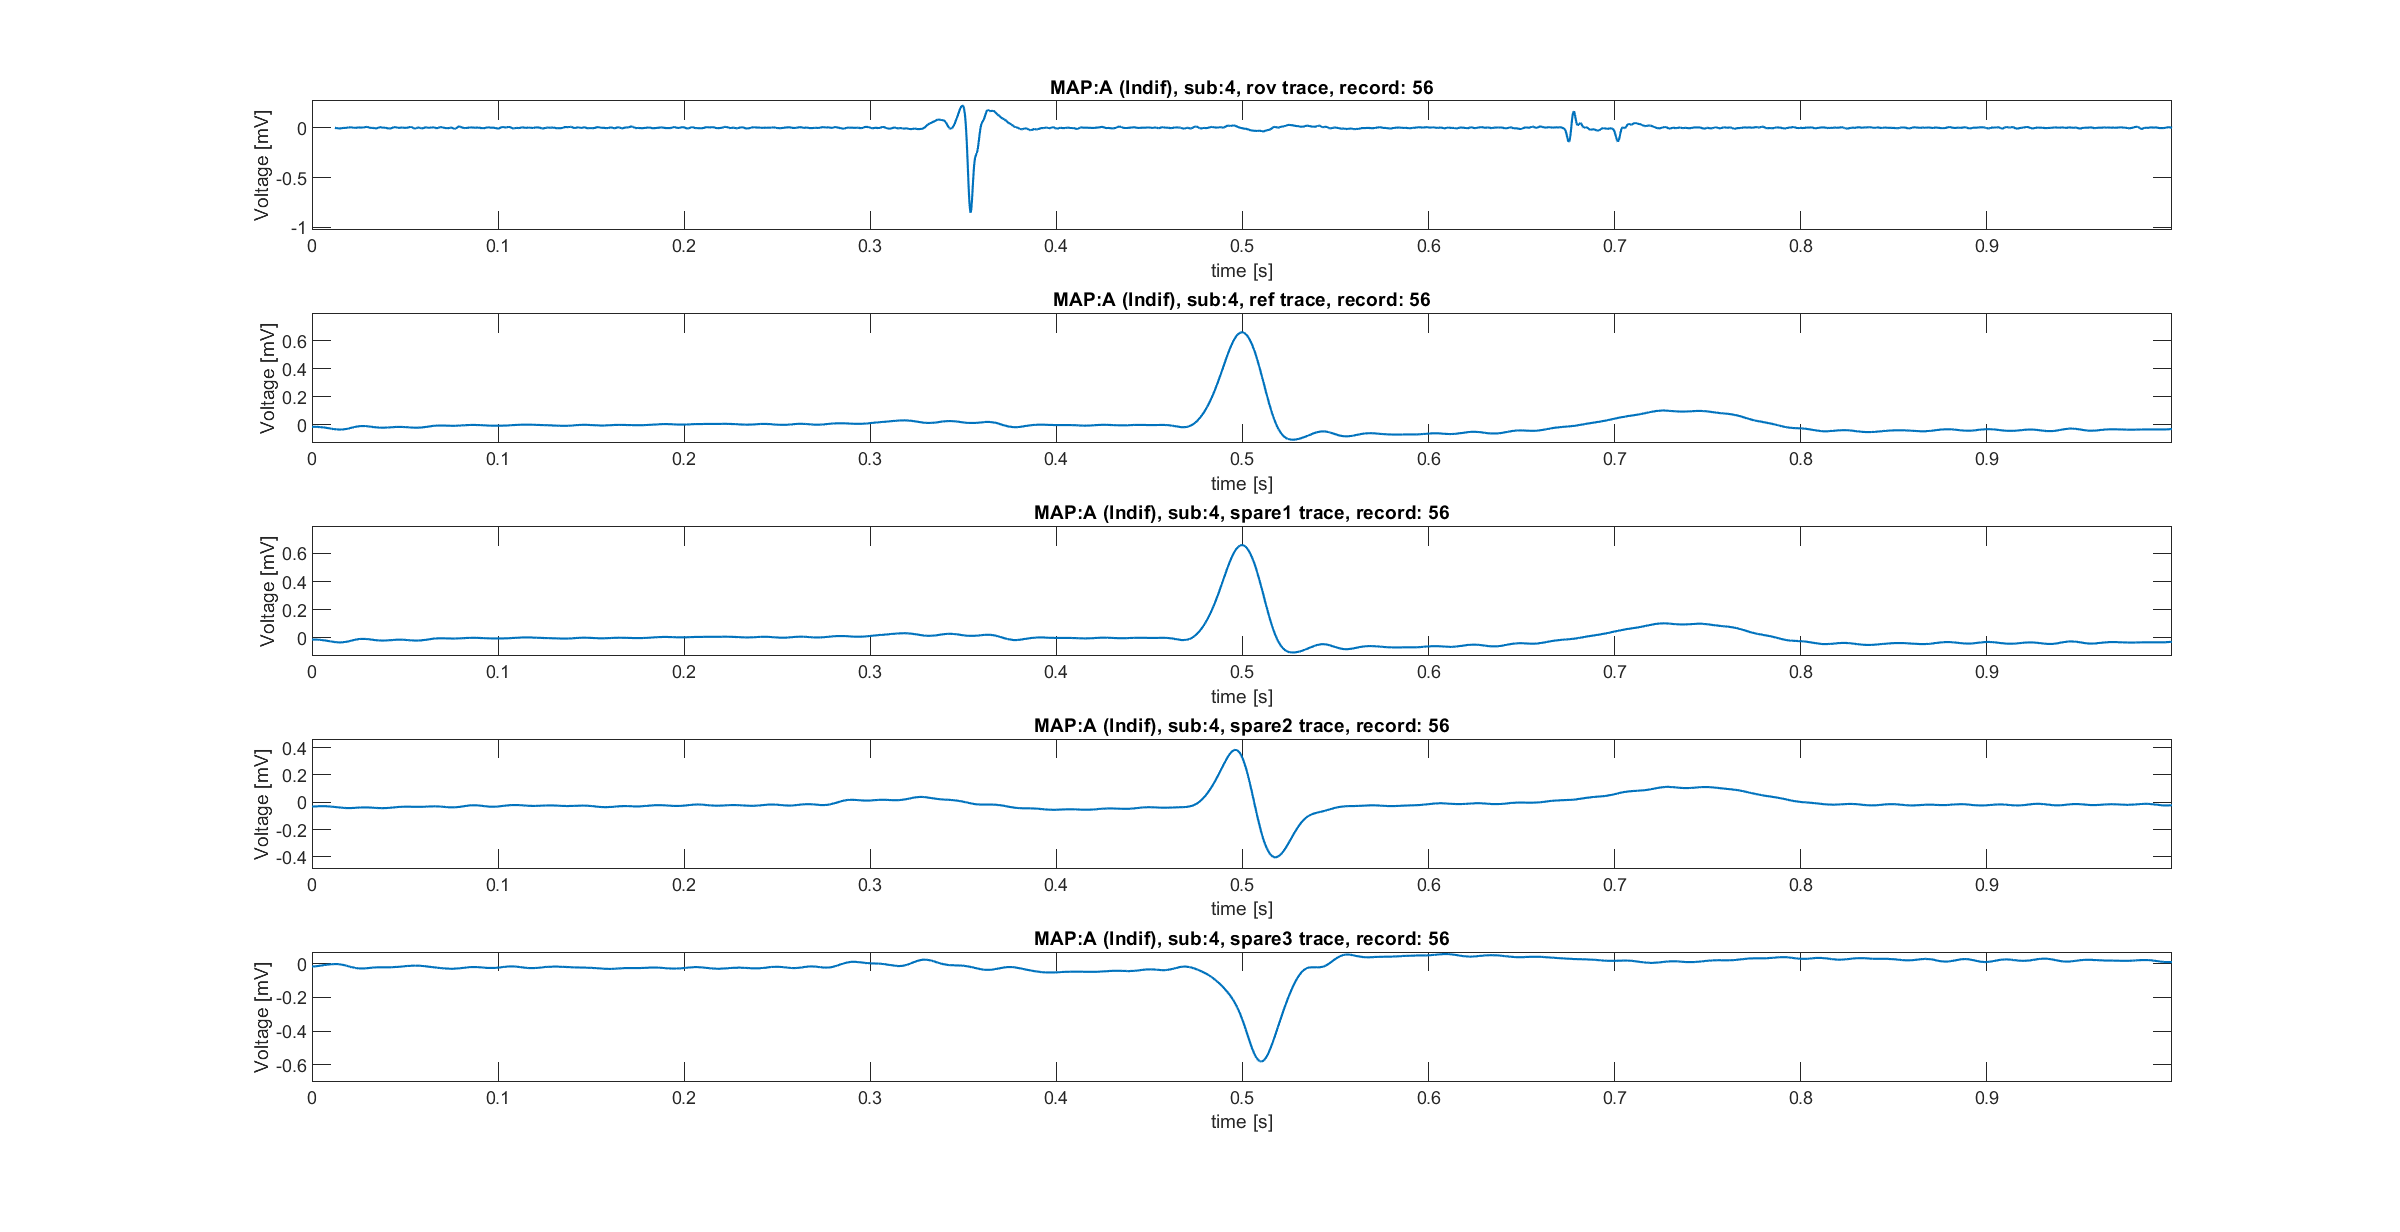 MAP:A (Indif), sub:4, rov trace, record: 56
Voltage [mV]
0
-0.5
-1
0 0.1 0.2 0.3 0.4 0.5 0.6 0.7 0.8 0.9
time [s]
MAP:A (Indif), sub:4, ref trace, record: 56
Voltage [mV]
0.6
0.4
0.2
0
0 0.1 0.2 0.3 0.4 0.5 0.6 0.7 0.8 0.9
time [s]
MAP:A (Indif), sub:4, spare1 trace, record: 56
Voltage [mV]
0.6
0.4
0.2
0
0 0.1 0.2 0.3 0.4 0.5 0.6 0.7 0.8 0.9
time [s]
MAP:A (Indif), sub:4, spare2 trace, record: 56
Voltage [mV]
0.4
0.2
0
-0.2
-0.4
0 0.1 0.2 0.3 0.4 0.5 0.6 0.7 0.8 0.9
time [s]
MAP:A (Indif), sub:4, spare3 trace, record: 56
Voltage [mV]
0
-0.2
-0.4
-0.6
0 0.1 0.2 0.3 0.4 0.5 0.6 0.7 0.8 0.9
time [s]